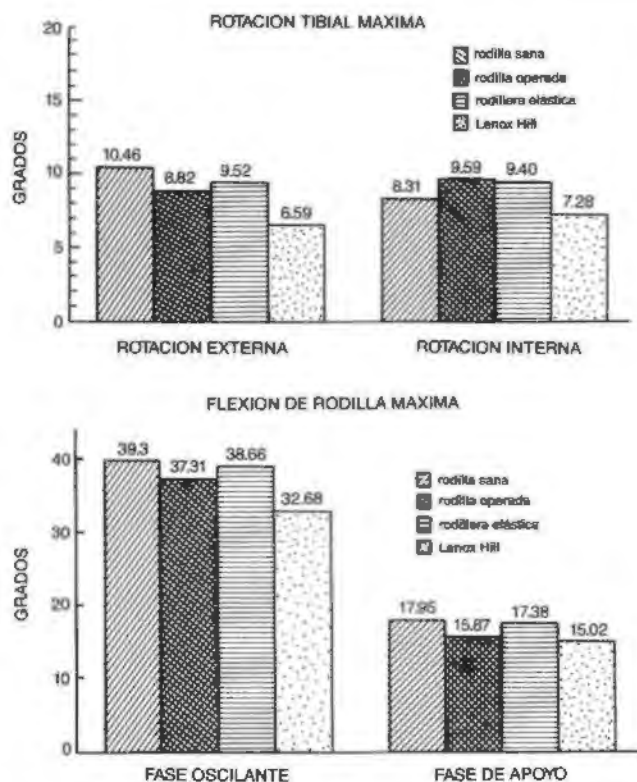 ROTACION TIBIAL MAXIMA
20
15
10
5
0
GRADOS
rodilla sana
rodilla operada
rodillera elástica
Lenox Hill
10.46
8.82
9.52
6.59
8.31
9.59
9.40
7.28
ROTACION EXTERNA
ROTACION INTERNA
FLEXION DE RODILLA MAXIMA
40
30
20
10
0
GRADOS
rodilla sana
rodilla operada
rodillera elástica
Lenox Hill
39.3
37.31
38.66
32.68
17.95
15.87
17.38
15.02
FASE OSCILANTE
FASE DE APOYO